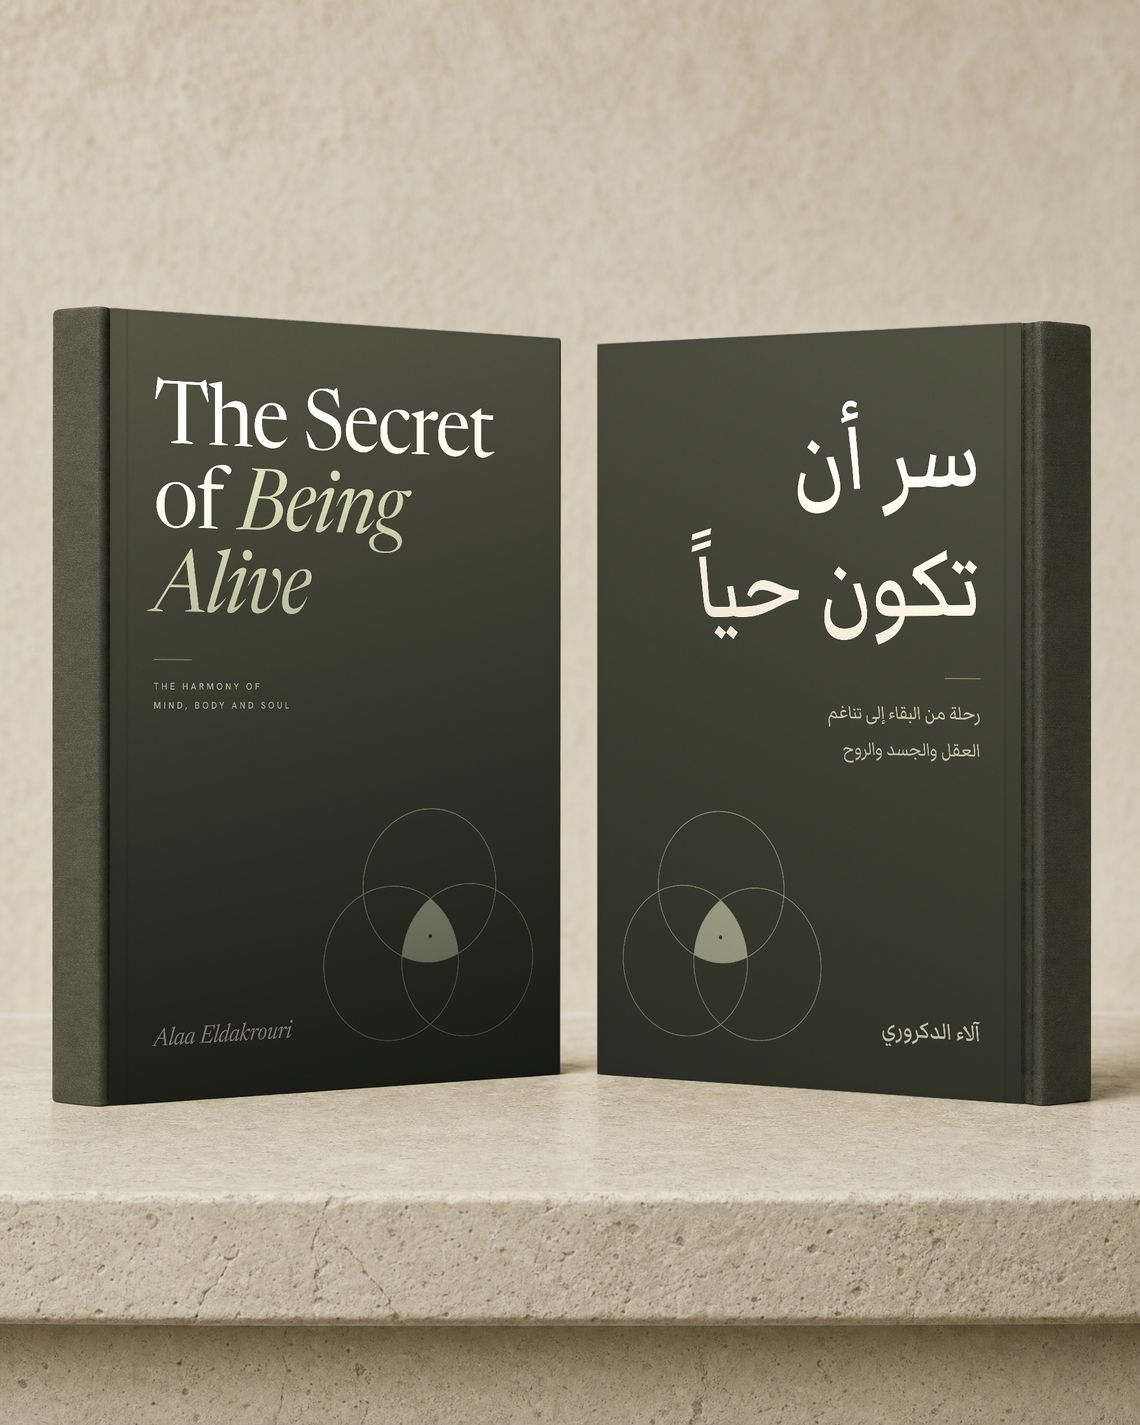 The Secret
of Being
Alive
THE HARMONY OF
MIND, BODY AND SOUL
Alaa Eldakrouri
سر أن
تكون حياً
رحلة من البقاء إلى تناغم
العقل والجسد والروح
آلاء الدكروري